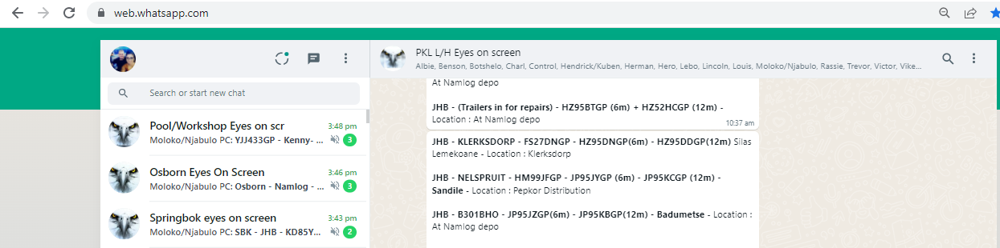 web.whatsapp.com
PKL L/H Eyes on screen
Albie, Benson, Botshelo, Charl, Control, Hendrick/Kuben, Herman, Hero, Lebo, Lincoln, Louis, Moloko/Njabulo, Rassie, Trevor, Victor, Vike...
Search or start new chat
Pool/Workshop Eyes on scr
3:48 pm
Moloko/Njabulo PC: YJJ433GP - Kenny- ...
3
Osborn Eyes On Screen
3:46 pm
Moloko/Njabulo PC: Osborn - Namlog - ...
3
Springbok eyes on screen
3:43 pm
Moloko/Njabulo PC: SBK - JHB - KD85Y...
2
At Namlog depo
JHB - (Trailers in for repairs) - HZ95BTGP (6m) + HZ52HCGP (12m) -
Location : At Namlog depo
10:37 am
JHB - KLERKSDORP - FS27DNGP - HZ95DNGP(6m) - HZ95DDGP(12m) Silas
Lemekoane - Location : Klerksdorp
JHB - NELSPRUIT - HM99JFGP - JP95JYGP (6m) - JP95KCGP (12m) -
Sandile - Location : Pepkor Distribution
JHB - B301BHO - JP95JZGP(6m) - JP95KBGP(12m) - Badumetse - Location :
At Namlog depo